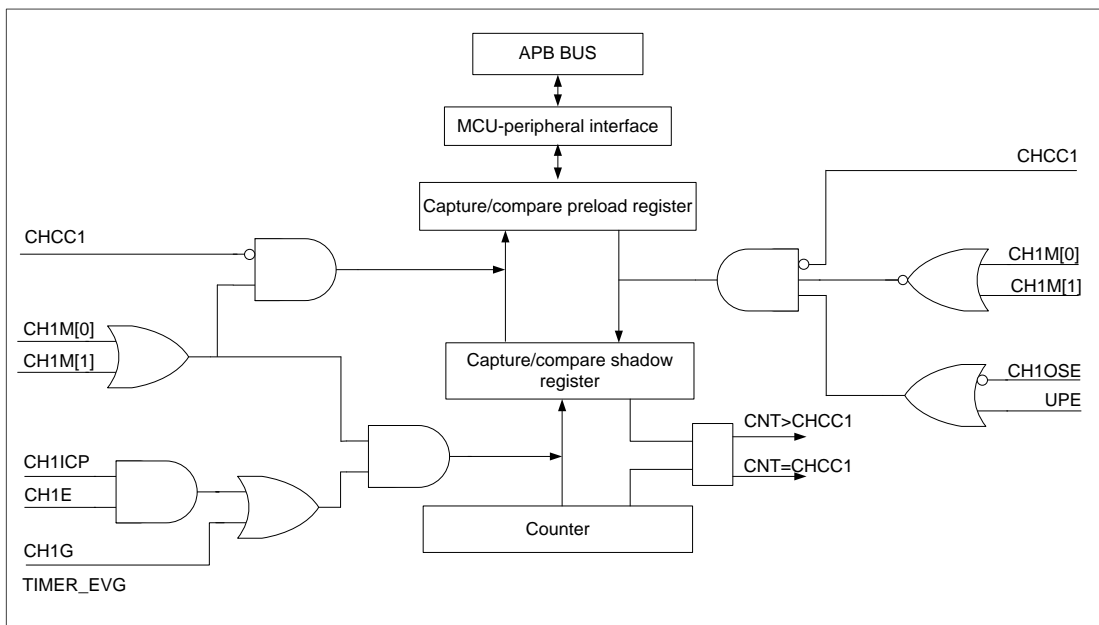 APB BUS
MCU-peripheral interface
CHCC1
Capture/compare preload register
CHCC1
CH1M[0]
CH1M[1]
CH1M[0]
CH1M[1]
Capture/compare shadow
register
CH1OSE
UPE
CNT>CHCC1
CNT=CHCC1
CH1ICP
CH1E
Counter
CH1G
TIMER_EVG